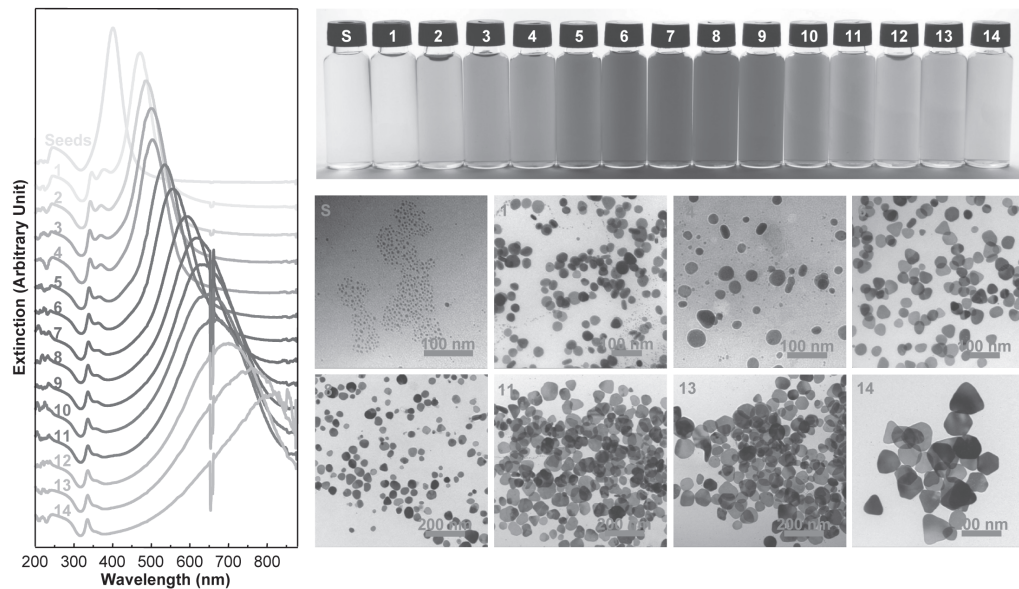 Extinction (Arbitrary Unit)
Seeds
1
2
3
4
5
6
7
8
9
10
11
12
13
14
200 300 400 500 600 700 800
Wavelength (nm)
S 1 2 3 4 5 6 7 8 9 10 11 12 13 14
S
100 nm
1
100 nm
100 nm
100 nm
200 nm
11
200 nm
13
200 nm
14